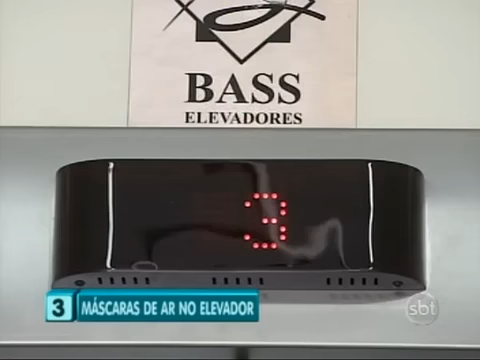 BASS
ELEVADORES
3
3 MÁSCARAS DE AR NO ELEVADOR
sbt